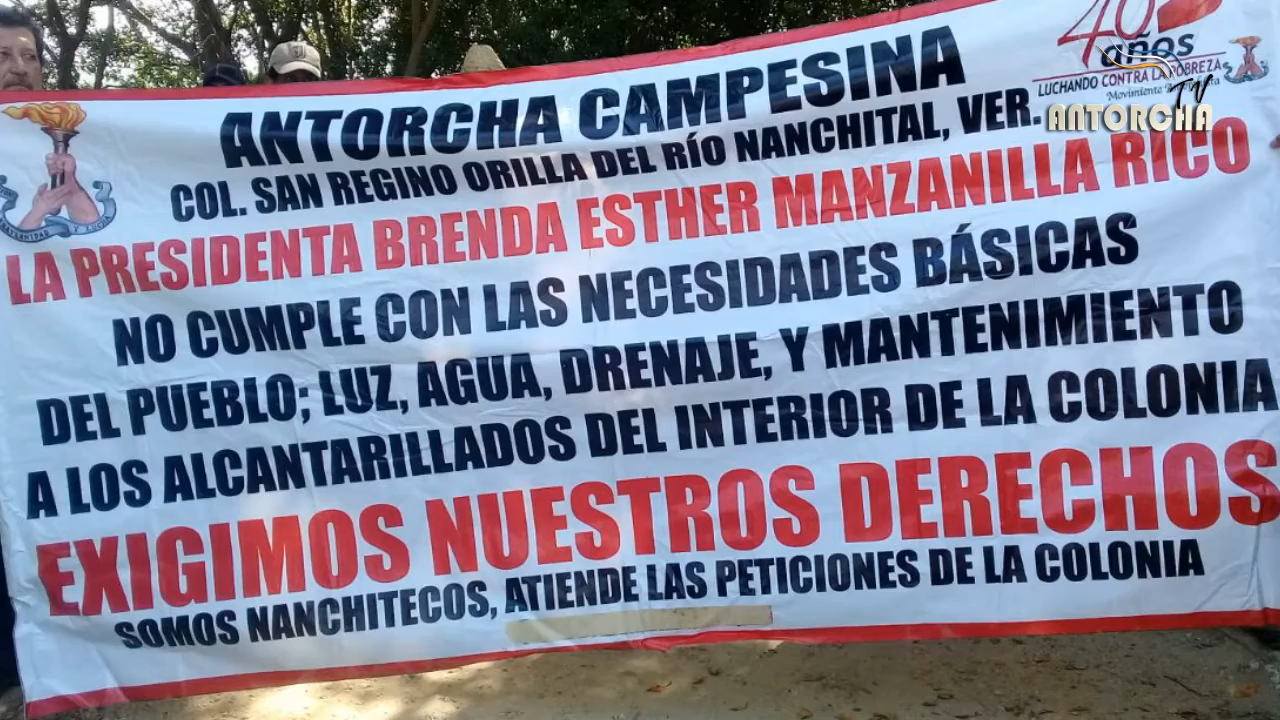 40
años
LUCHANDO CONTRA LA POBREZA
TV
ANTORCHA
ANTORCHA CAMPESINA
COL. SAN REGINO ORILLA DEL RÍO NANCHITAL, VER.
LA PRESIDENTA BRENDA ESTHER MANZANILLA RICO
NO CUMPLE CON LAS NECESIDADES BÁSICAS
DEL PUEBLO; LUZ, AGUA, DRENAJE, Y MANTENIMIENTO
A LOS ALCANTARILLADOS DEL INTERIOR DE LA COLONIA
EXIGIMOS NUESTROS DERECHOS
SOMOS NANCHITECOS, ATIENDE LAS PETICIONES DE LA COLONIA